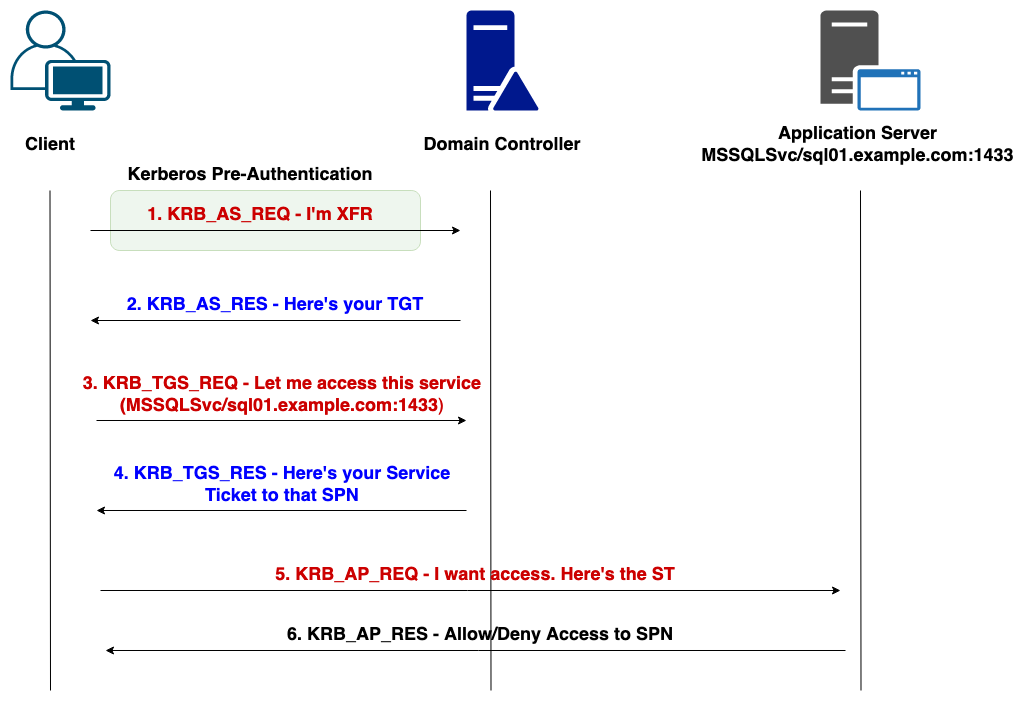 Client
Domain Controller
Application Server
MSSQLSvc/sql01.example.com:1433
Kerberos Pre-Authentication
1. KRB_AS_REQ - I'm XFR
2. KRB_AS_RES - Here's your TGT
3. KRB_TGS_REQ - Let me access this service
(MSSQLSvc/sql01.example.com:1433)
4. KRB_TGS_RES - Here's your Service
Ticket to that SPN
5. KRB_AP_REQ - I want access. Here's the ST
6. KRB_AP_RES - Allow/Deny Access to SPN